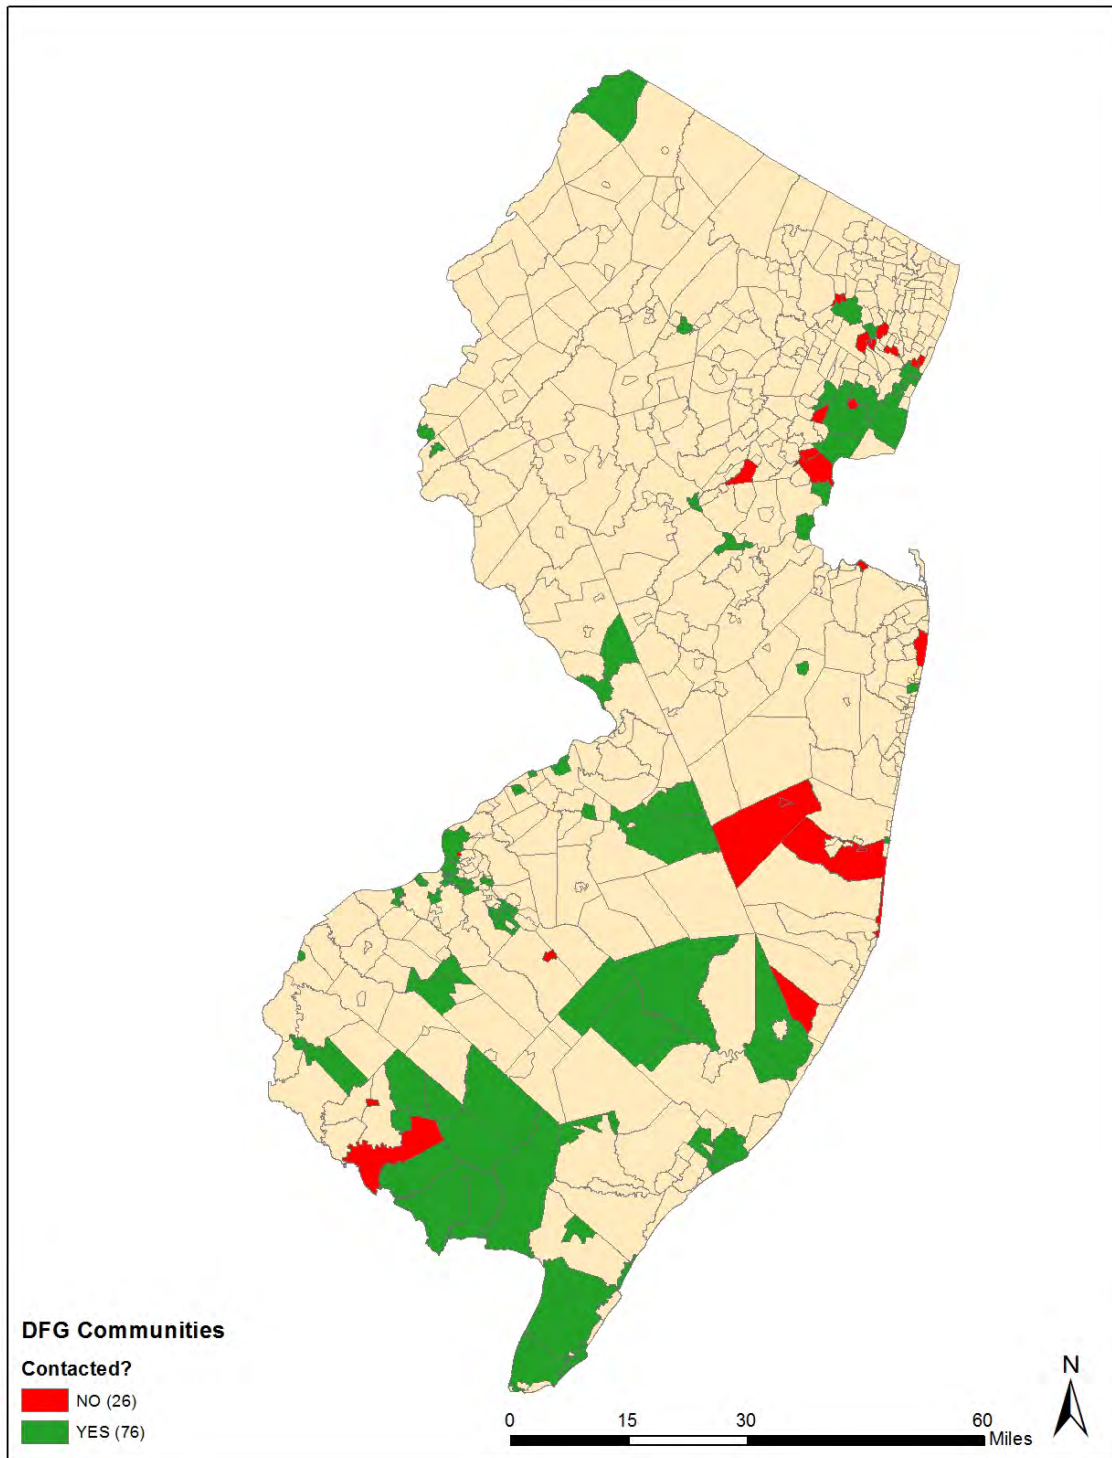 DFG Communities
Contacted?
NO (26)
YES (76)
0 15 30 60
Miles
N